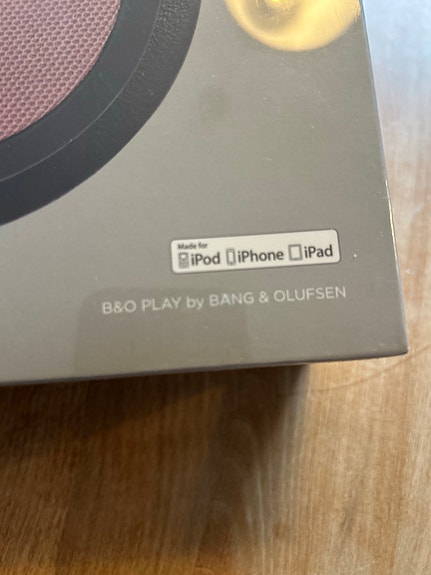 Made for
iPod iPhone iPad
B&O PLAY by BANG & OLUFSEN